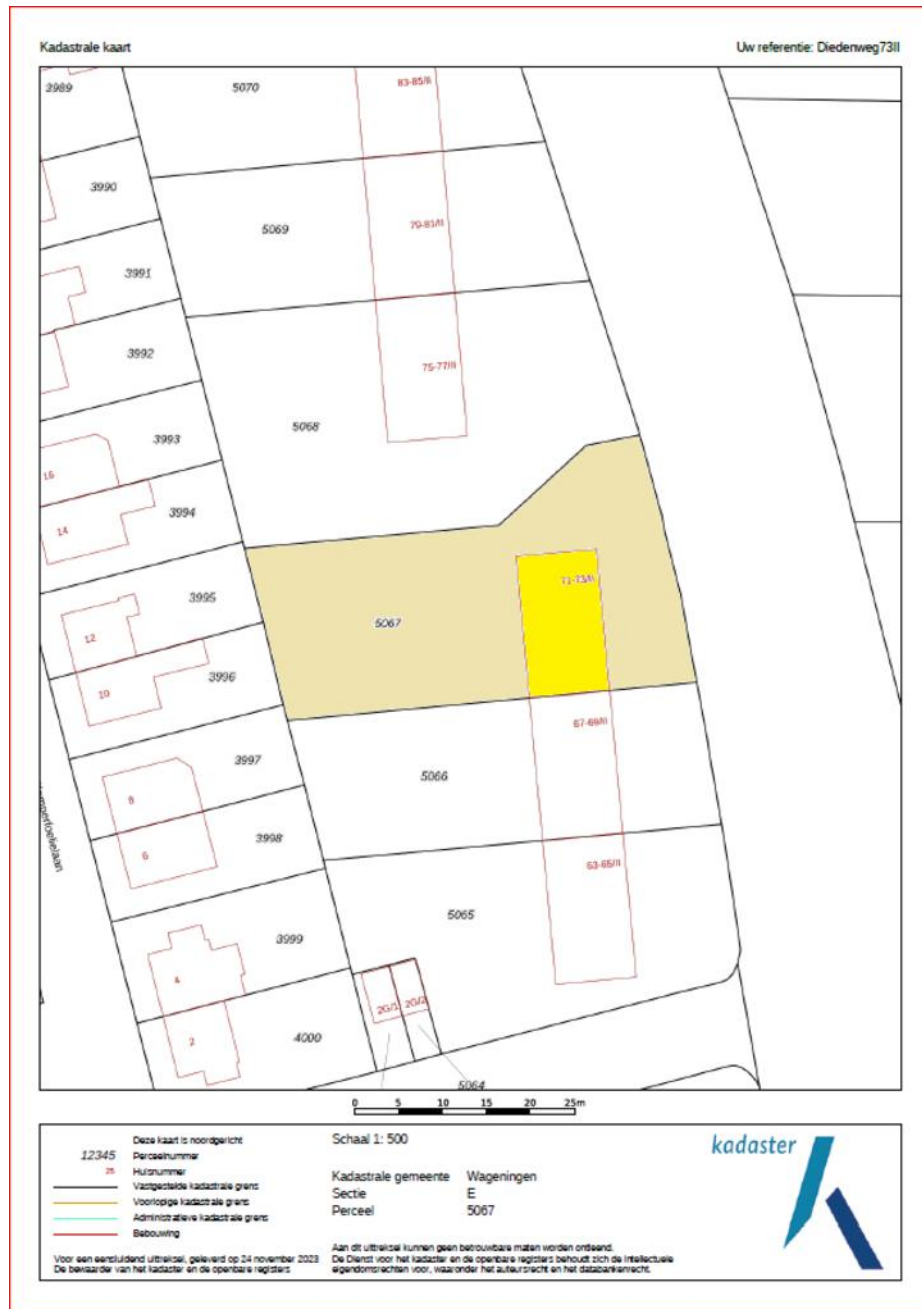 Kadastrale kaart
Uw referentie: Diedenweg73II
3989
5070
83-85/II
3990
5069
79-81/II
3991
3992
75-77/II
3993
5068
16
3994
14
3995
71-73/II
12
5067
3996
10
67-69/II
3997
5066
8
3998
6
63-65/II
3999
5065
4
2G/1
2G/2
2
4000
5064
0 5 10 15 20 25m
Deze kaart is noordgericht
12345 Perceelnummer
25 Huisnummer
Vastgestelde kadastrale grens
Voorlopige kadastrale grens
Administratieve kadastrale grens
Bebouwing
Voor een eensluidend uittreksel, geleverd op 24 november 2023
De bewaarder van het kadaster en de openbare registers
Schaal 1: 500
Kadastrale gemeente Wageningen
Sectie E
Perceel 5067
Aan dit uittreksel kunnen geen betrouwbare maten worden ontleend.
De Dienst voor het kadaster en de openbare registers behoudt zich de intellectuele
eigendomsrechten voor, waaronder het auteursrecht en het databankenrecht.
kadaster